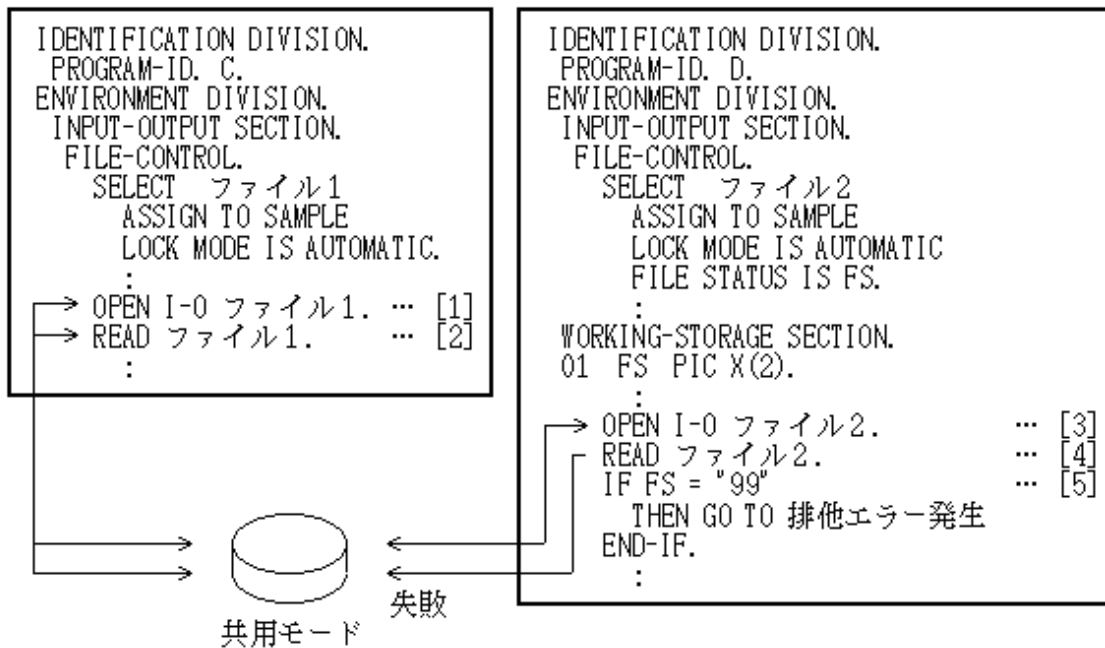 IDENTIFICATION DIVISION.
PROGRAM-ID. C.
ENVIRONMENT DIVISION.
INPUT-OUTPUT SECTION.
FILE-CONTROL.
SELECT ファイル1
ASSIGN TO SAMPLE
LOCK MODE IS AUTOMATIC.
:
OPEN I-O ファイル1. … [1]
READ ファイル1. … [2]
:
IDENTIFICATION DIVISION.
PROGRAM-ID. D.
ENVIRONMENT DIVISION.
INPUT-OUTPUT SECTION.
FILE-CONTROL.
SELECT ファイル2
ASSIGN TO SAMPLE
LOCK MODE IS AUTOMATIC
FILE STATUS IS FS.
:
WORKING-STORAGE SECTION.
01 FS PIC X(2).
:
OPEN I-O ファイル2. … [3]
READ ファイル2. … [4]
IF FS = "99" … [5]
THEN GO TO 排他エラー発生
END-IF.
:
失敗
共用モード